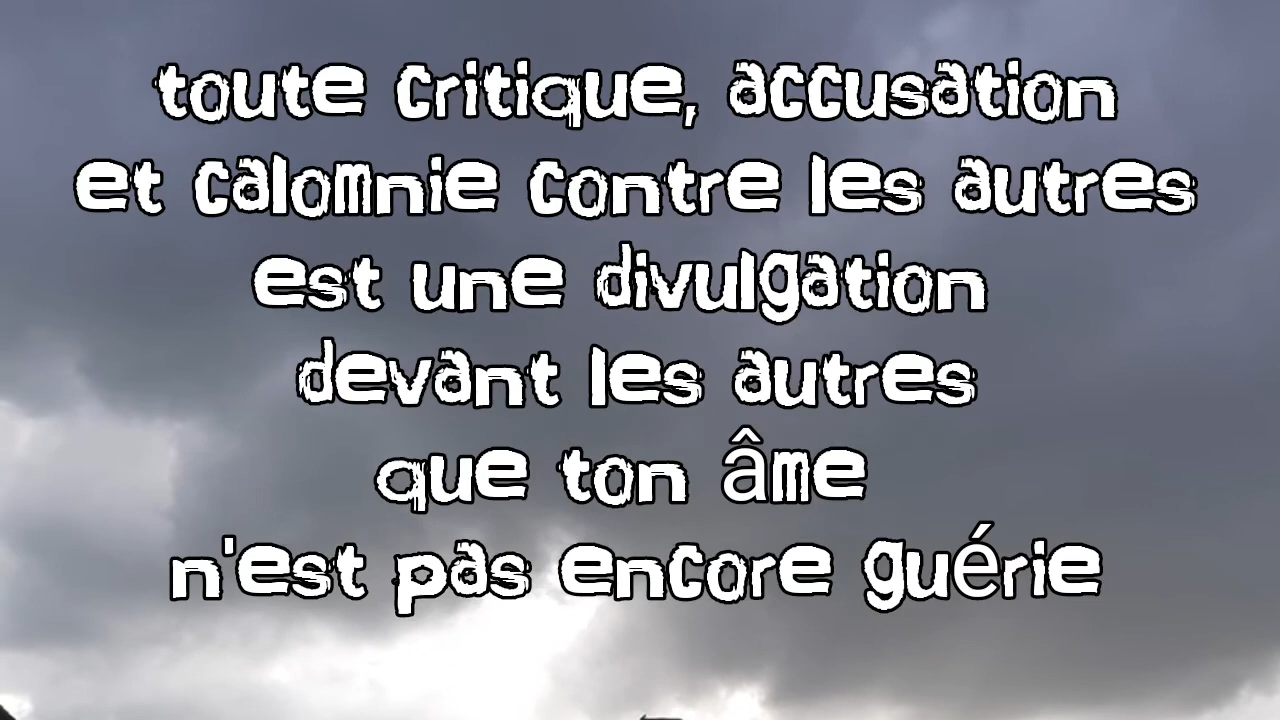 toute critique, accusation
et calomnie contre les autres
est une divulgation
devant les autres
que ton âme
n'est pas encore guérie